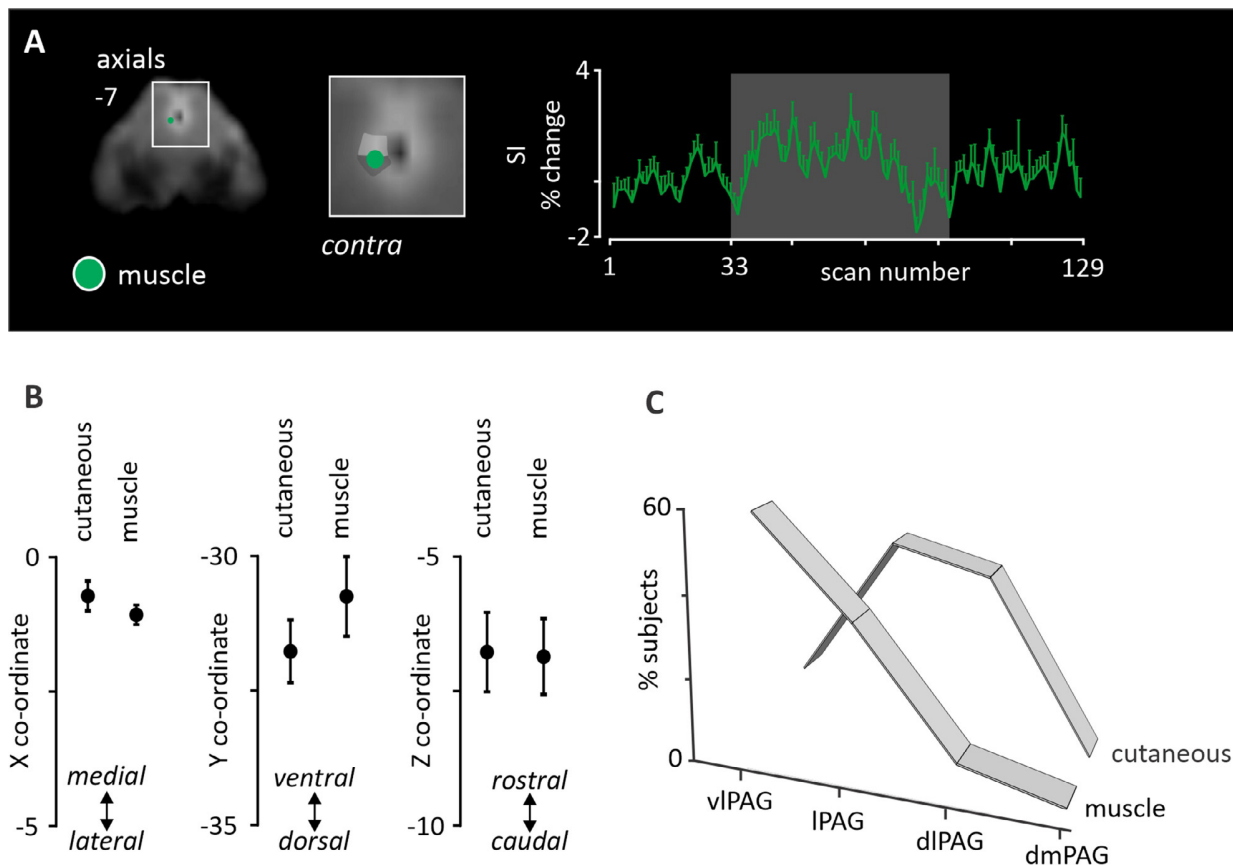 A
axials
-7
muscle
contra
4
SI
% change
-2
1
33
scan number
129
B
cutaneous
muscle
0
X co-ordinate
medial
lateral
-5
cutaneous
muscle
-30
Y co-ordinate
ventral
dorsal
-35
cutaneous
muscle
-5
Z co-ordinate
rostral
caudal
-10
C
60
% subjects
0
vlPAG
lPAG
dlPAG
dmPAG
cutaneous
muscle